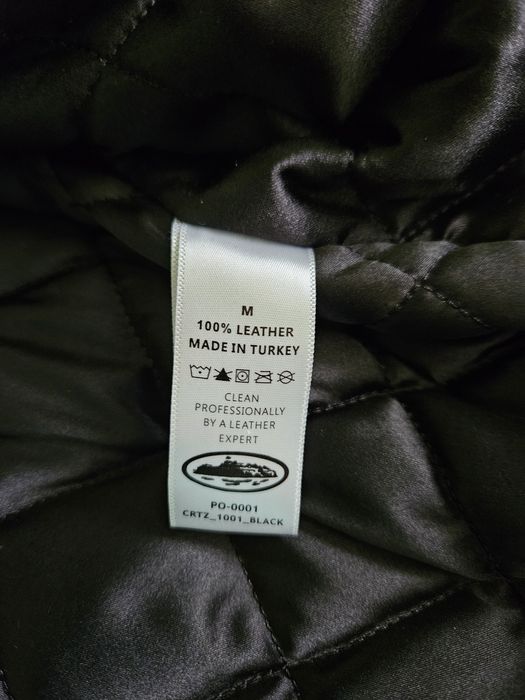 M
100% LEATHER
MADE IN TURKEY
CLEAN
PROFESSIONALLY
BY A LEATHER
EXPERT
PO-0001
CRTZ_1001_BLACK